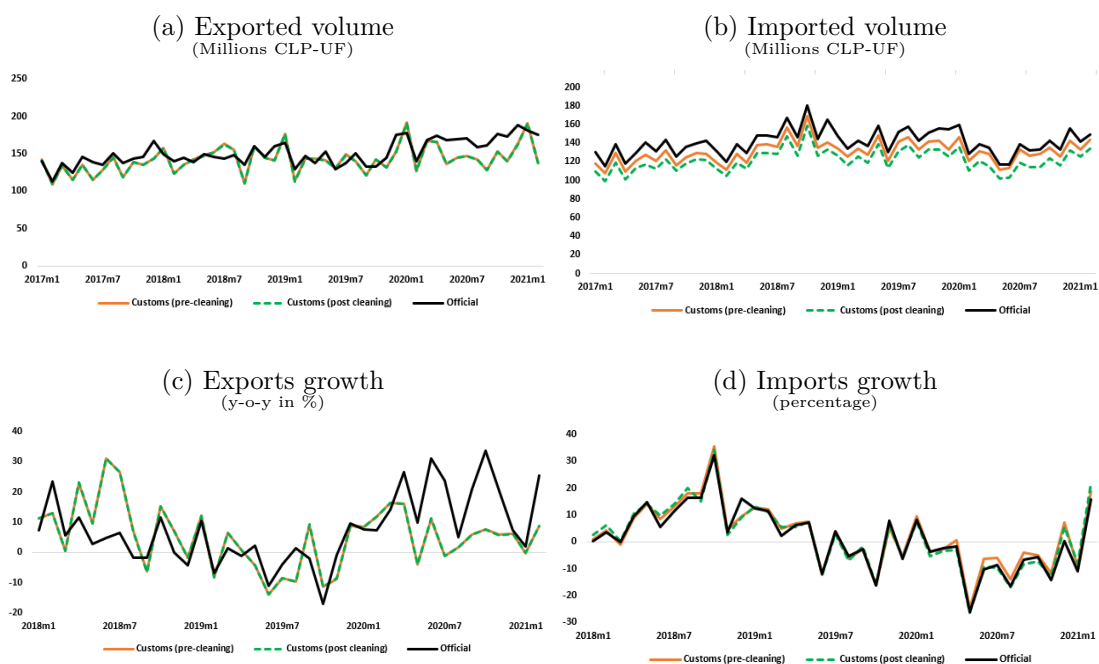 (a) Exported volume
(Millions CLP-UF)
250
200
150
100
50
0
2017m1 2017m7 2018m1 2018m7 2019m1 2019m7 2020m1 2020m7 2021m1
Customs (pre-cleaning) Customs (post cleaning) Official
(b) Imported volume
(Millions CLP-UF)
200
180
160
140
120
100
80
60
40
20
0
2017m1 2017m7 2018m1 2018m7 2019m1 2019m7 2020m1 2020m7 2021m1
Customs (pre-cleaning) Customs (post cleaning) Official
(c) Exports growth
(y-o-y in %)
40
30
20
10
0
-10
-20
2018m1 2018m7 2019m1 2019m7 2020m1 2020m7 2021m1
Customs (pre-cleaning) Customs (post cleaning) Official
(d) Imports growth
(percentage)
40
30
20
10
0
-10
-20
-30
2018m1 2018m7 2019m1 2019m7 2020m1 2020m7 2021m1
Customs (pre-cleaning) Customs (post cleaning) Official